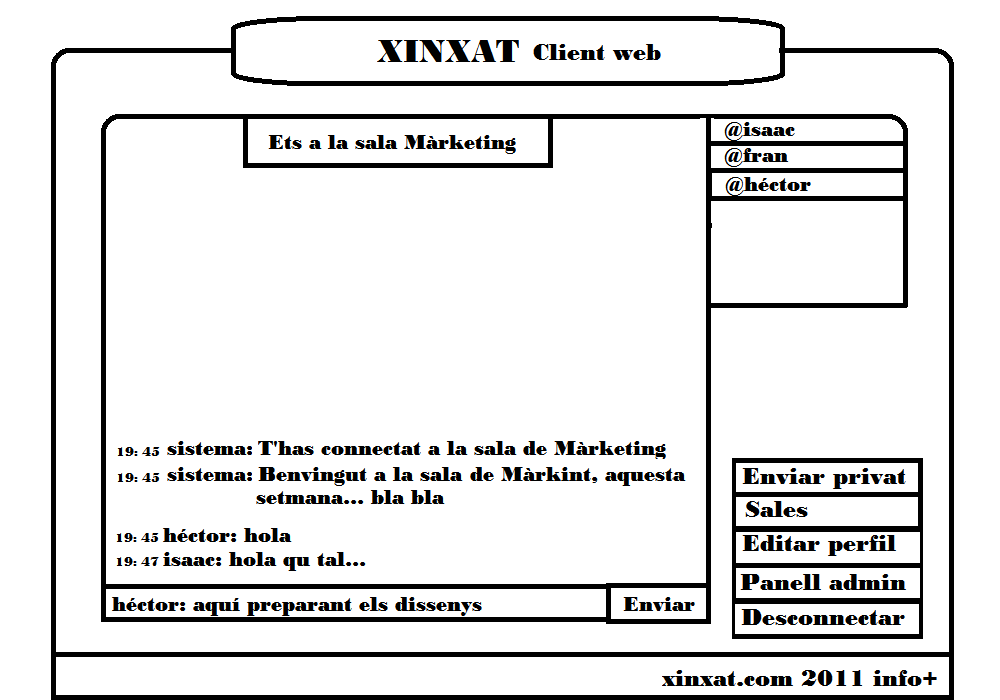 XINXAT Client web
Ets a la sala Màrketing
@isaac
@fran
@héctor
19: 45 sistema: T'has connectat a la sala de Màrketing
19: 45 sistema: Benvingut a la sala de Màrkint, aquesta
setmana... bla bla
19: 45 héctor: hola
19: 47 isaac: hola qu tal...
héctor: aquí preparant els dissenys
Enviar
Enviar privat
Sales
Editar perfil
Panell admin
Desconnectar
xinxat.com 2011 info+